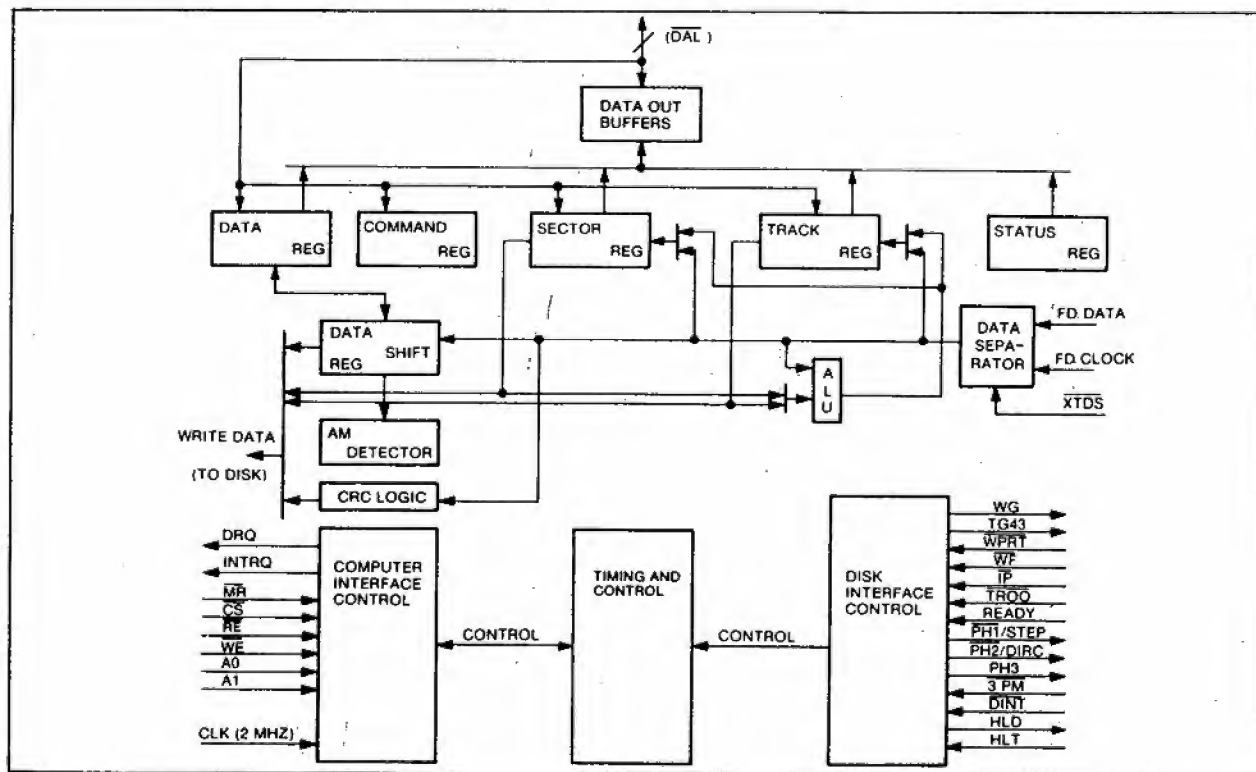 (DAL)
DATA OUT
BUFFERS
DATA
REG
COMMAND
REG
SECTOR
REG
TRACK
REG
STATUS
REG
DATA
SHIFT
REG
DATA
SEPA-
RATOR
FD DATA
FD CLOCK
XTDS
A
L
U
WRITE DATA
(TO DISK)
AM
DETECTOR
CRC LOGIC
DRQ
INTRQ
MR
CS
RE
WE
A0
A1
CLK (2 MHZ)
COMPUTER
INTERFACE
CONTROL
CONTROL
TIMING AND
CONTROL
CONTROL
DISK
INTERFACE
CONTROL
WG
TG43
WPRT
WF
IP
TROO
READY
PH1/STEP
PH2/DIRC
PH3
3 PM
DINT
HLD
HLT